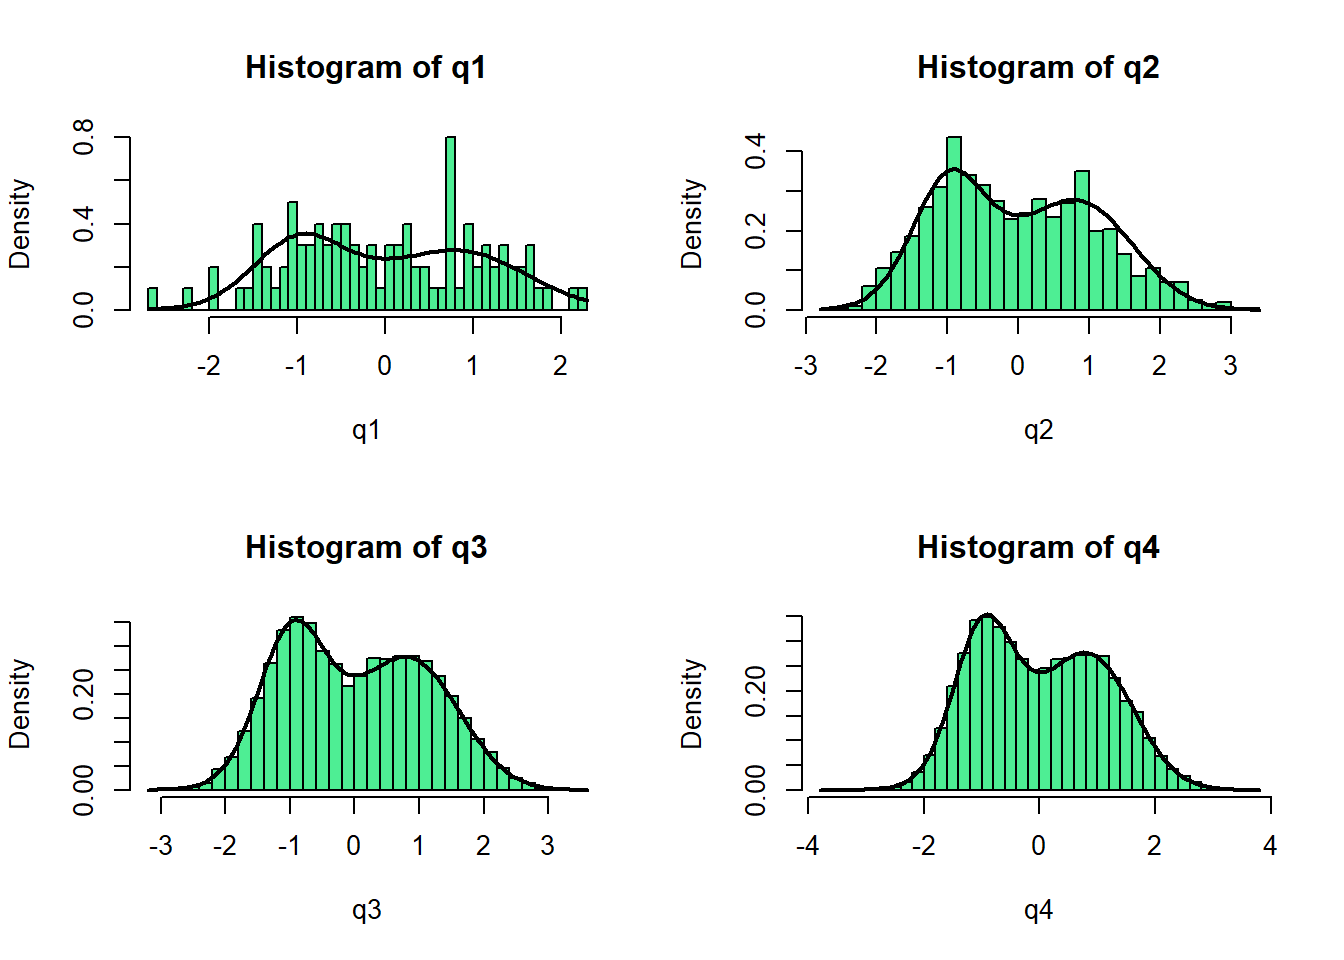 Histogram of q1
Density
0.0 0.4 0.8
-2 -1 0 1 2
q1
Histogram of q2
Density
0.0 0.2 0.4
-3 -2 -1 0 1 2 3
q2
Histogram of q3
Density
0.00 0.20
-3 -2 -1 0 1 2 3
q3
Histogram of q4
Density
0.00 0.20
-4 -2 0 2 4
q4